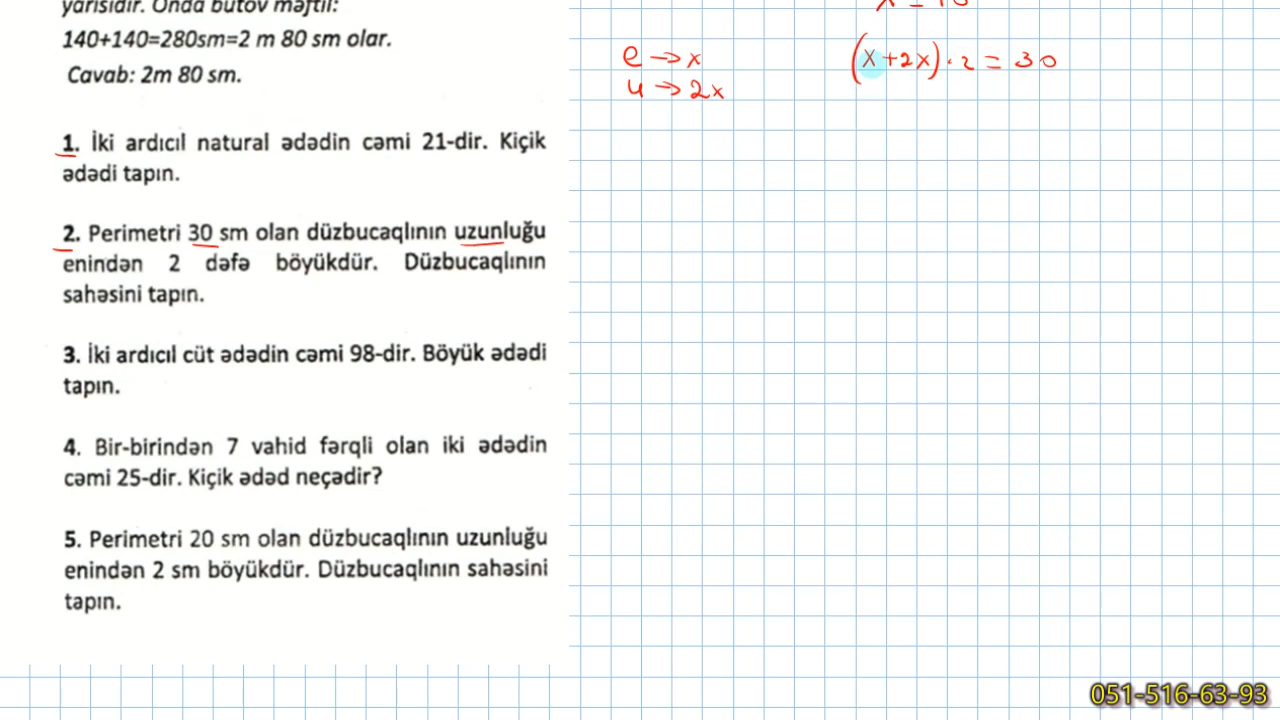 yarısıdır. Onda bütöv məftil:
140+140=280sm=2 m 80 sm olar.
Cavab: 2m 80 sm.
1. İki ardıcıl natural ədədin cəmi 21-dir. Kiçik
ədədi tapın.
2. Perimetri 30 sm olan düzbucaqlının uzunluğu
enindən 2 dəfə böyükdür. Düzbucaqlının
sahəsini tapın.
3. İki ardıcıl cüt ədədin cəmi 98-dir. Böyük ədədi
tapın.
4. Bir-birindən 7 vahid fərqli olan iki ədədin
cəmi 25-dir. Kiçik ədəd neçədir?
5. Perimetri 20 sm olan düzbucaqlının uzunluğu
enindən 2 sm böyükdür. Düzbucaqlının sahəsini
tapın.
e → x
u → 2x
(x+2x)·2 = 30
051-516-63-93